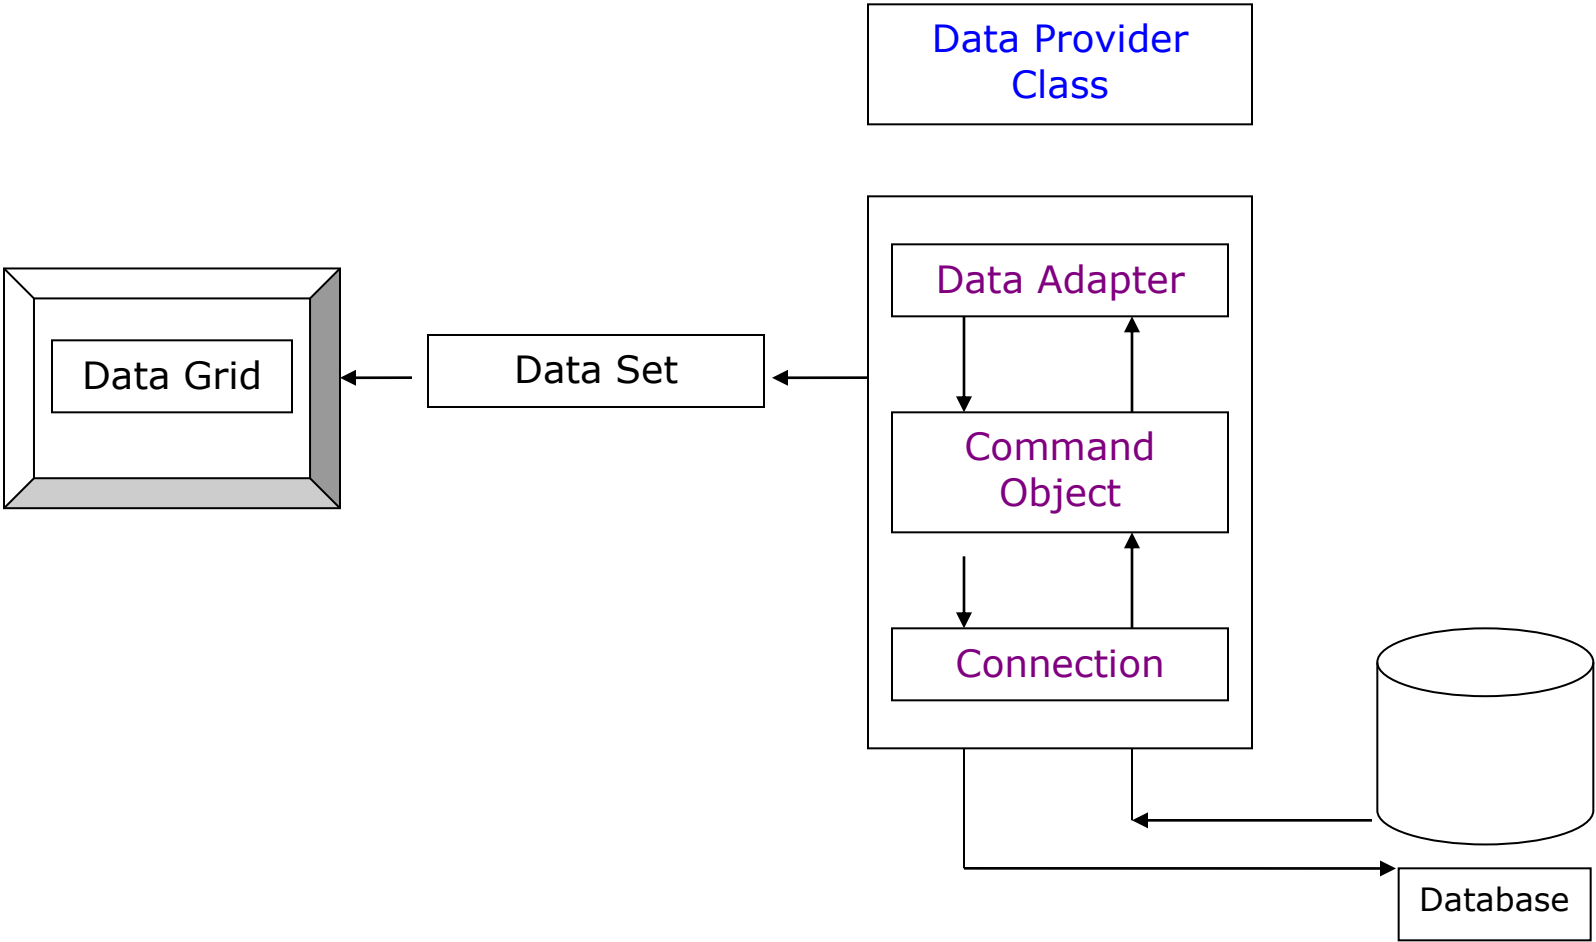 Data Provider
Class
Data Adapter
Data Grid
Data Set
Command
Object
Connection
Database